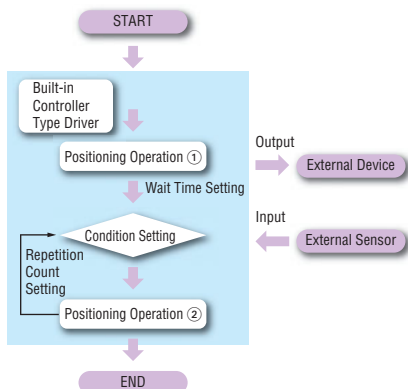 START
Built-in
Controller
Type Driver
Positioning Operation ①
Output
External Device
Wait Time Setting
Input
Condition Setting
External Sensor
Repetition
Count
Setting
Positioning Operation ②
END